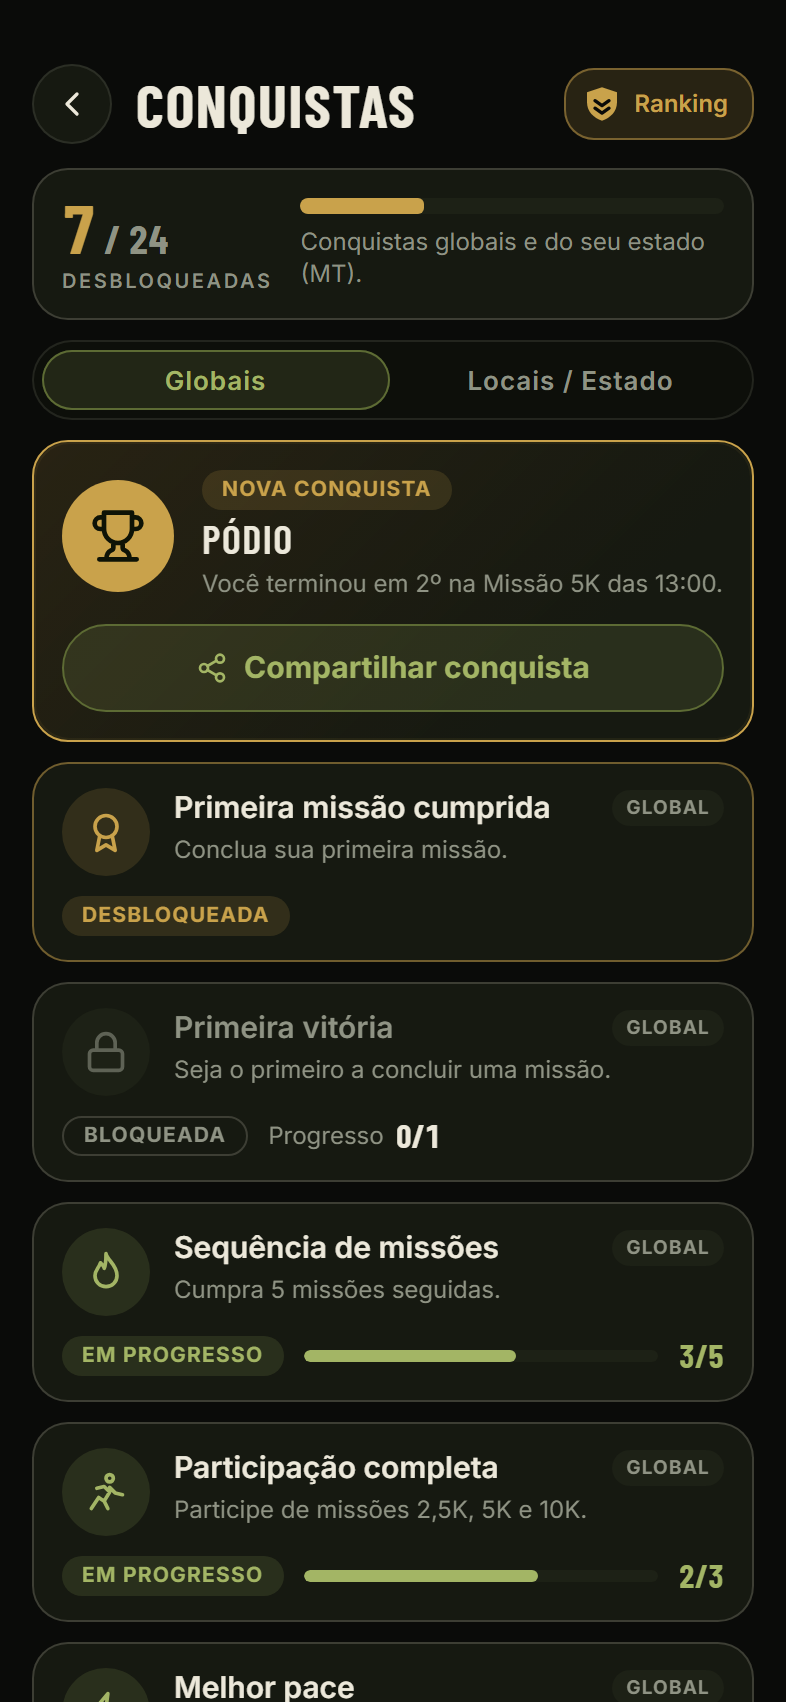 CONQUISTAS
Ranking
7 / 24
DESBLOQUEADAS
Conquistas globais e do seu estado
(MT).
Globais
Locais / Estado
NOVA CONQUISTA
PÓDIO
Você terminou em 2º na Missão 5K das 13:00.
Compartilhar conquista
Primeira missão cumprida
GLOBAL
Conclua sua primeira missão.
DESBLOQUEADA
Primeira vitória
GLOBAL
Seja o primeiro a concluir uma missão.
BLOQUEADA
Progresso 0/1
Sequência de missões
GLOBAL
Cumpra 5 missões seguidas.
EM PROGRESSO
3/5
Participação completa
GLOBAL
Participe de missões 2,5K, 5K e 10K.
EM PROGRESSO
2/3
Melhor pace
GLOBAL